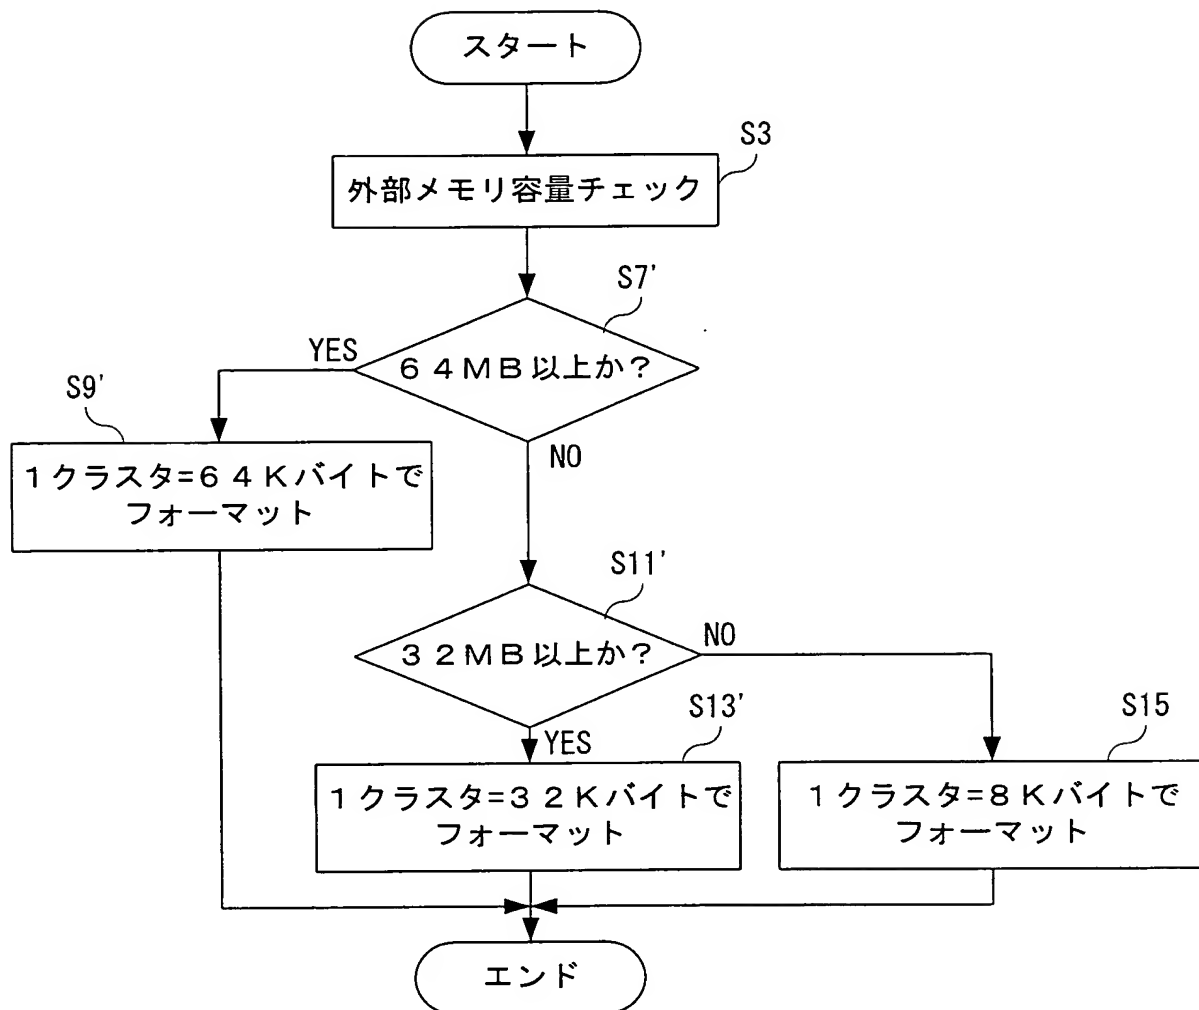 スタート
S3
外部メモリ容量チェック
S7'
６４ＭＢ以上か？
YES
S9'
NO
１クラスタ=６４Ｋバイトで
フォーマット
S11'
３２ＭＢ以上か？
NO
S13'
YES
S15
１クラスタ=３２Ｋバイトで
フォーマット
１クラスタ=８Ｋバイトで
フォーマット
エンド